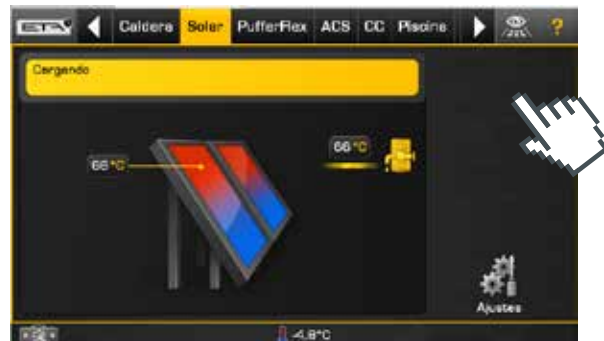 ETA Caldera Solar PufferFlex ACS CC Piscina ?
Cargando
66°C
66°C
Ajustes
-4.8°C